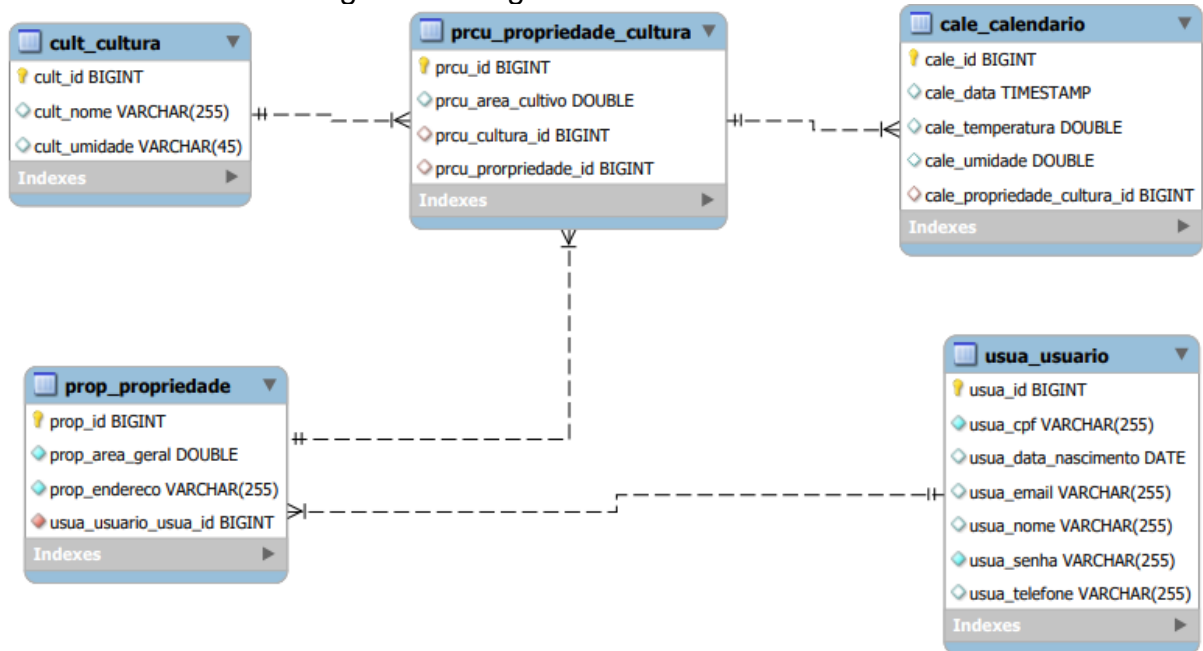 cult_cultura
cult_id BIGINT
cult_nome VARCHAR(255)
cult_umidade VARCHAR(45)
Indexes
prcu_propriedade_cultura
prcu_id BIGINT
prcu_area_cultivo DOUBLE
prcu_cultura_id BIGINT
prcu_prorpriedade_id BIGINT
Indexes
cale_calendario
cale_id BIGINT
cale_data TIMESTAMP
cale_temperatura DOUBLE
cale_umidade DOUBLE
cale_propriedade_cultura_id BIGINT
Indexes
prop_propriedade
prop_id BIGINT
prop_area_geral DOUBLE
prop_endereco VARCHAR(255)
usua_usuario_usua_id BIGINT
Indexes
usua_usuario
usua_id BIGINT
usua_cpf VARCHAR(255)
usua_data_nascimento DATE
usua_email VARCHAR(255)
usua_nome VARCHAR(255)
usua_senha VARCHAR(255)
usua_telefone VARCHAR(255)
Indexes